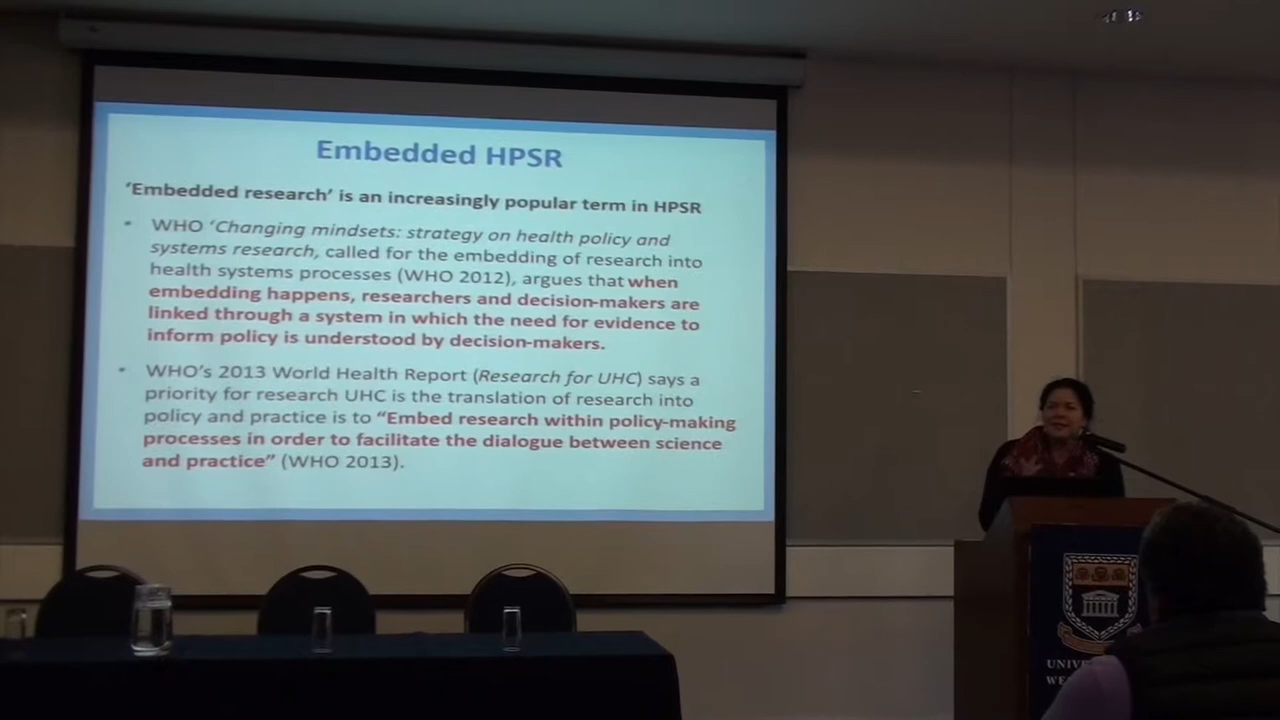 Embedded HPSR
'Embedded research' is an increasingly popular term in HPSR
• WHO 'Changing mindsets: strategy on health policy and
systems research, called for the embedding of research into
health systems processes (WHO 2012), argues that when
embedding happens, researchers and decision-makers are
linked through a system in which the need for evidence to
inform policy is understood by decision-makers.
• WHO's 2013 World Health Report (Research for UHC) says a
priority for research UHC is the translation of research into
policy and practice is to "Embed research within policy-making
processes in order to facilitate the dialogue between science
and practice" (WHO 2013).
UNIVE
WE